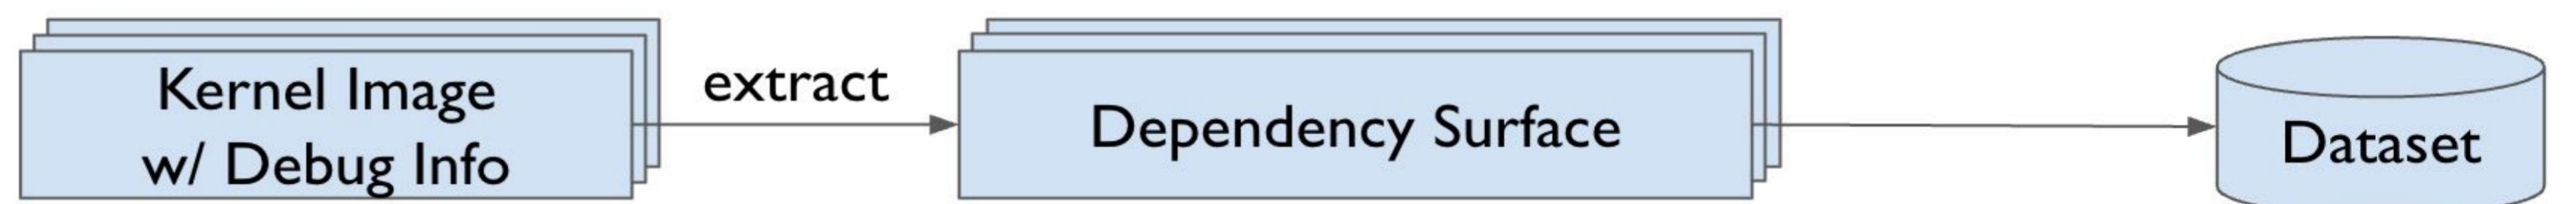 Kernel Image
w/ Debug Info
extract
Dependency Surface
Dataset